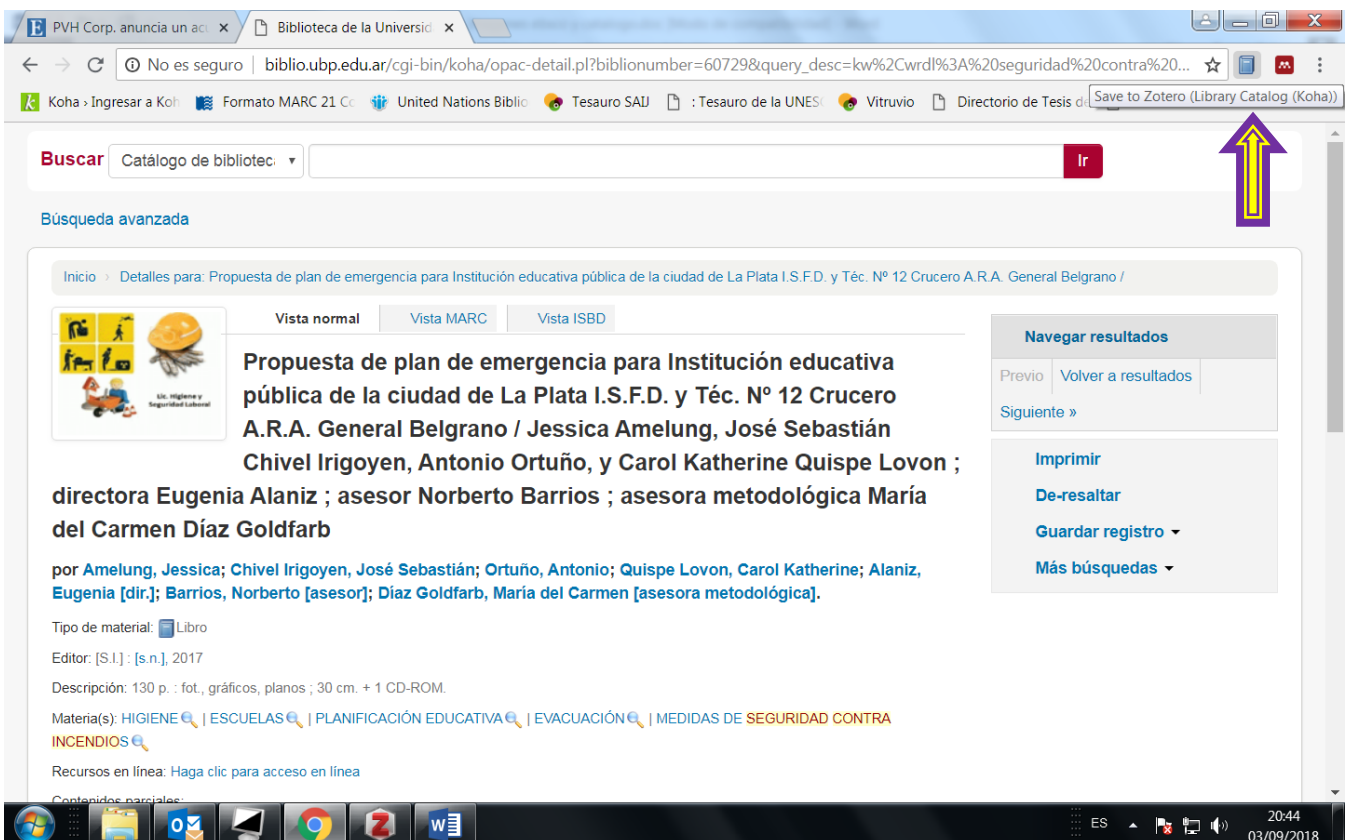 PVH Corp. anuncia un ac
Biblioteca de la Universid
No es seguro | biblio.ubp.edu.ar/cgi-bin/koha/opac-detail.pl?biblionumber=60729&query_desc=kw%2Cwrdl%3A%20seguridad%20contra%20...
Koha › Ingresar a Koh
Formato MARC 21 Co
United Nations Biblio
Tesauro SAIJ
: Tesauro de la UNES
Vitruvio
Directorio de Tesis d
Save to Zotero (Library Catalog (Koha))
Buscar
Catálogo de bibliotec
Ir
Búsqueda avanzada
Inicio › Detalles para: Propuesta de plan de emergencia para Institución educativa pública de la ciudad de La Plata I.S.F.D. y Téc. Nº 12 Crucero A.R.A. General Belgrano /
Lic. Higiene y
Seguridad Laboral
Vista normal
Vista MARC
Vista ISBD
Propuesta de plan de emergencia para Institución educativa
pública de la ciudad de La Plata I.S.F.D. y Téc. Nº 12 Crucero
A.R.A. General Belgrano / Jessica Amelung, José Sebastián
Chivel Irigoyen, Antonio Ortuño, y Carol Katherine Quispe Lovon ;
directora Eugenia Alaniz ; asesor Norberto Barrios ; asesora metodológica María
del Carmen Díaz Goldfarb
por Amelung, Jessica; Chivel Irigoyen, José Sebastián; Ortuño, Antonio; Quispe Lovon, Carol Katherine; Alaniz,
Eugenia [dir.]; Barrios, Norberto [asesor]; Díaz Goldfarb, María del Carmen [asesora metodológica].
Tipo de material: Libro
Editor: [S.l.] : [s.n.], 2017
Descripción: 130 p. : fot., gráficos, planos ; 30 cm. + 1 CD-ROM.
Materia(s): HIGIENE | ESCUELAS | PLANIFICACIÓN EDUCATIVA | EVACUACIÓN | MEDIDAS DE SEGURIDAD CONTRA
INCENDIOS
Recursos en línea: Haga clic para acceso en línea
Contenidos parciales:
Navegar resultados
Previo
Volver a resultados
Siguiente »
Imprimir
De-resaltar
Guardar registro
Más búsquedas
ES
20:44
03/09/2018